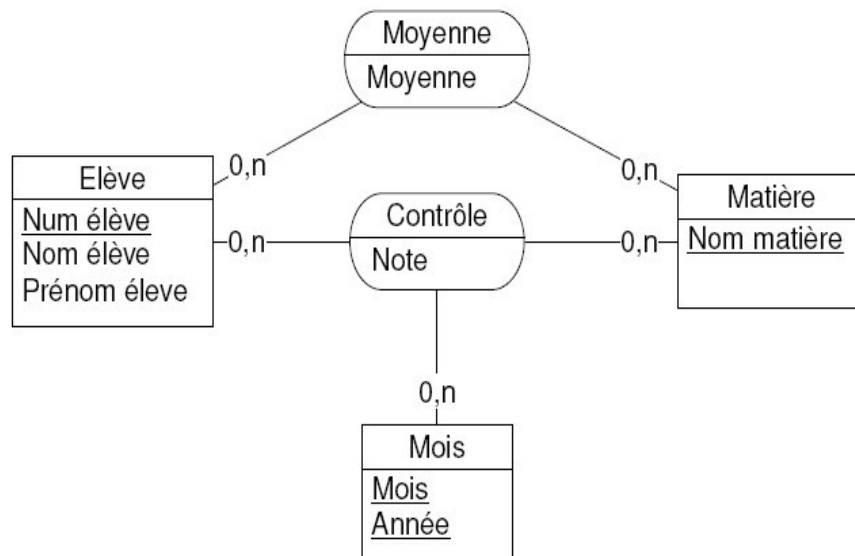 Moyenne
Moyenne
0,n
0,n
Elève
Num élève
Nom élève
Prénom éleve
0,n
Contrôle
Note
0,n
Matière
Nom matière
0,n
Mois
Mois
Année